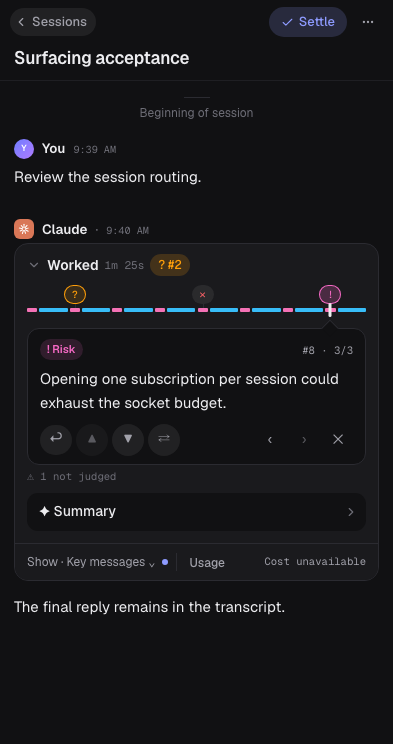 Sessions
Settle
Surfacing acceptance
Beginning of session
Y You 9:39 AM
Review the session routing.
Claude · 9:40 AM
Worked 1m 25s ? #2
? × !
! Risk #8 · 3/3
Opening one subscription per session could
exhaust the socket budget.
⚠ 1 not judged
Summary
Show · Key messages Usage Cost unavailable
The final reply remains in the transcript.